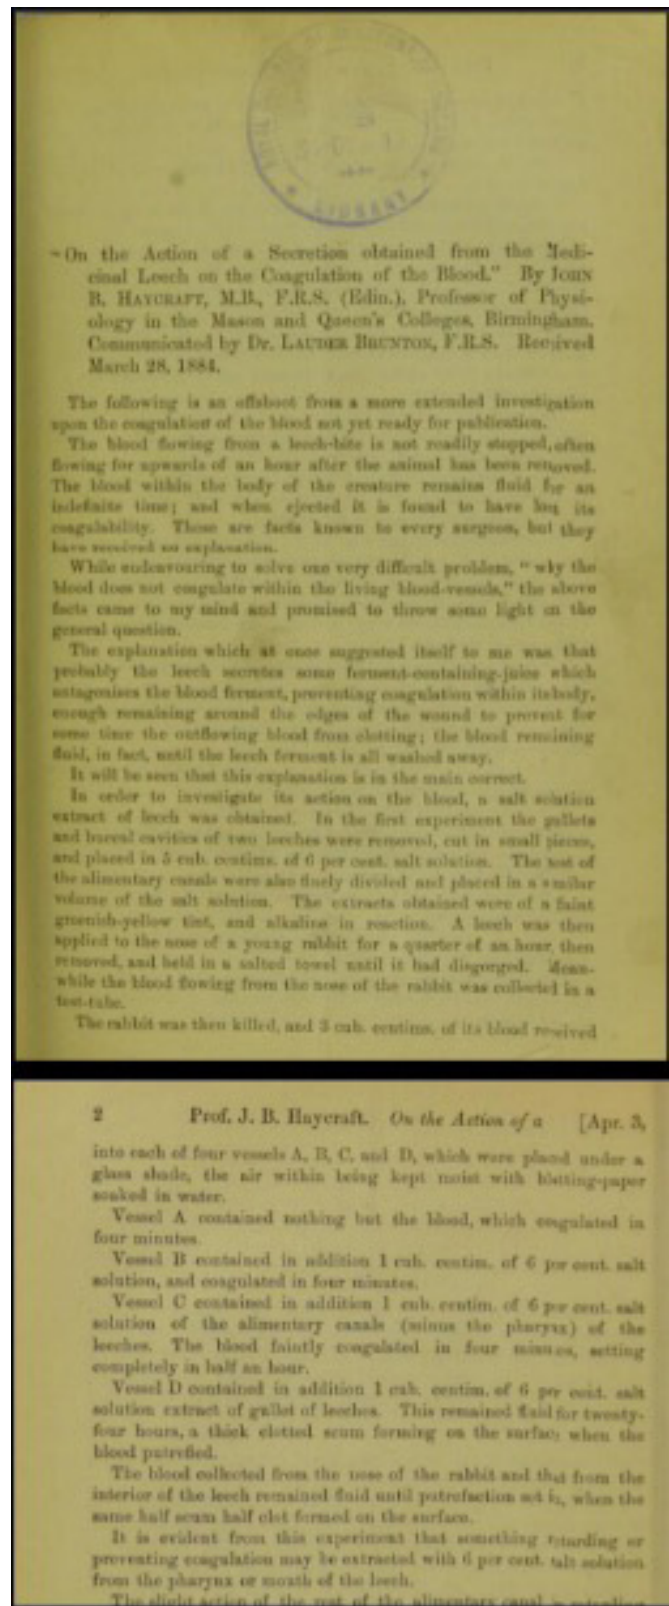 LIBRARY
"On the Action of a Secretion obtained from the Medi-
cinal Leech on the Coagulation of the Blood." By JOHN
B. HAYCRAFT, M.B., F.R.S. (Edin.), Professor of Physi-
ology in the Mason and Queen's Colleges, Birmingham.
Communicated by Dr. LAUDER BRUNTON, F.R.S. Received
March 28, 1884.
The following is an offshoot from a more extended investigation
upon the coagulation of the blood not yet ready for publication.
The blood flowing from a leech-bite is not readily stopped, often
flowing for upwards of an hour after the animal has been removed.
The blood within the body of the creature remains fluid for an
indefinite time; and when ejected it is found to have lost its
coagulability. These are facts known to every surgeon, but they
have received no explanation.
While endeavouring to solve one very difficult problem, "why the
blood does not coagulate within the living blood-vessels," the above
facts came to my mind and promised to throw some light on the
general question.
The explanation which at once suggested itself to me was that
probably the leech secretes some ferment-containing-juice which
antagonises the blood ferment, preventing coagulation within its body,
enough remaining around the edges of the wound to prevent for
some time the outflowing blood from clotting; the blood remaining
fluid, in fact, until the leech ferment is all washed away.
It will be seen that this explanation is in the main correct.
In order to investigate its action on the blood, a salt solution
extract of leech was obtained. In the first experiment the gullets
and buccal cavities of two leeches were removed, cut in small pieces,
and placed in 5 cub. centims. of 6 per cent. salt solution. The rest of
the alimentary canals were also finely divided and placed in a similar
volume of the salt solution. The extracts obtained were of a faint
greenish-yellow tint, and alkaline in reaction. A leech was then
applied to the nose of a young rabbit for a quarter of an hour, then
removed, and held in a salted towel until it had disgorged. Mean-
while the blood flowing from the nose of the rabbit was collected in a
test-tube.
The rabbit was then killed, and 3 cub. centims. of its blood received
2 Prof. J. B. Haycraft. On the Action of a [Apr. 3,
into each of four vessels A, B, C, and D, which were placed under a
glass shade, the air within being kept moist with blotting-paper
soaked in water.
Vessel A contained nothing but the blood, which coagulated in
four minutes.
Vessel B contained in addition 1 cub. centim. of 6 per cent. salt
solution, and coagulated in four minutes.
Vessel C contained in addition 1 cub. centim. of 6 per cent. salt
solution of the alimentary canals (minus the pharynx) of the
leeches. The blood faintly coagulated in four minutes, setting
completely in half an hour.
Vessel D contained in addition 1 cub. centim. of 6 per cent. salt
solution extract of gullet of leeches. This remained fluid for twenty-
four hours, a thick clotted scum forming on the surface when the
blood putrefied.
The blood collected from the nose of the rabbit and that from the
interior of the leech remained fluid until putrefaction set in, when the
same half scum half clot formed on the surface.
It is evident from this experiment that something retarding or
preventing coagulation may be extracted with 6 per cent. salt solution
from the pharynx or mouth of the leech.
The slight action of the rest of the alimentary canal